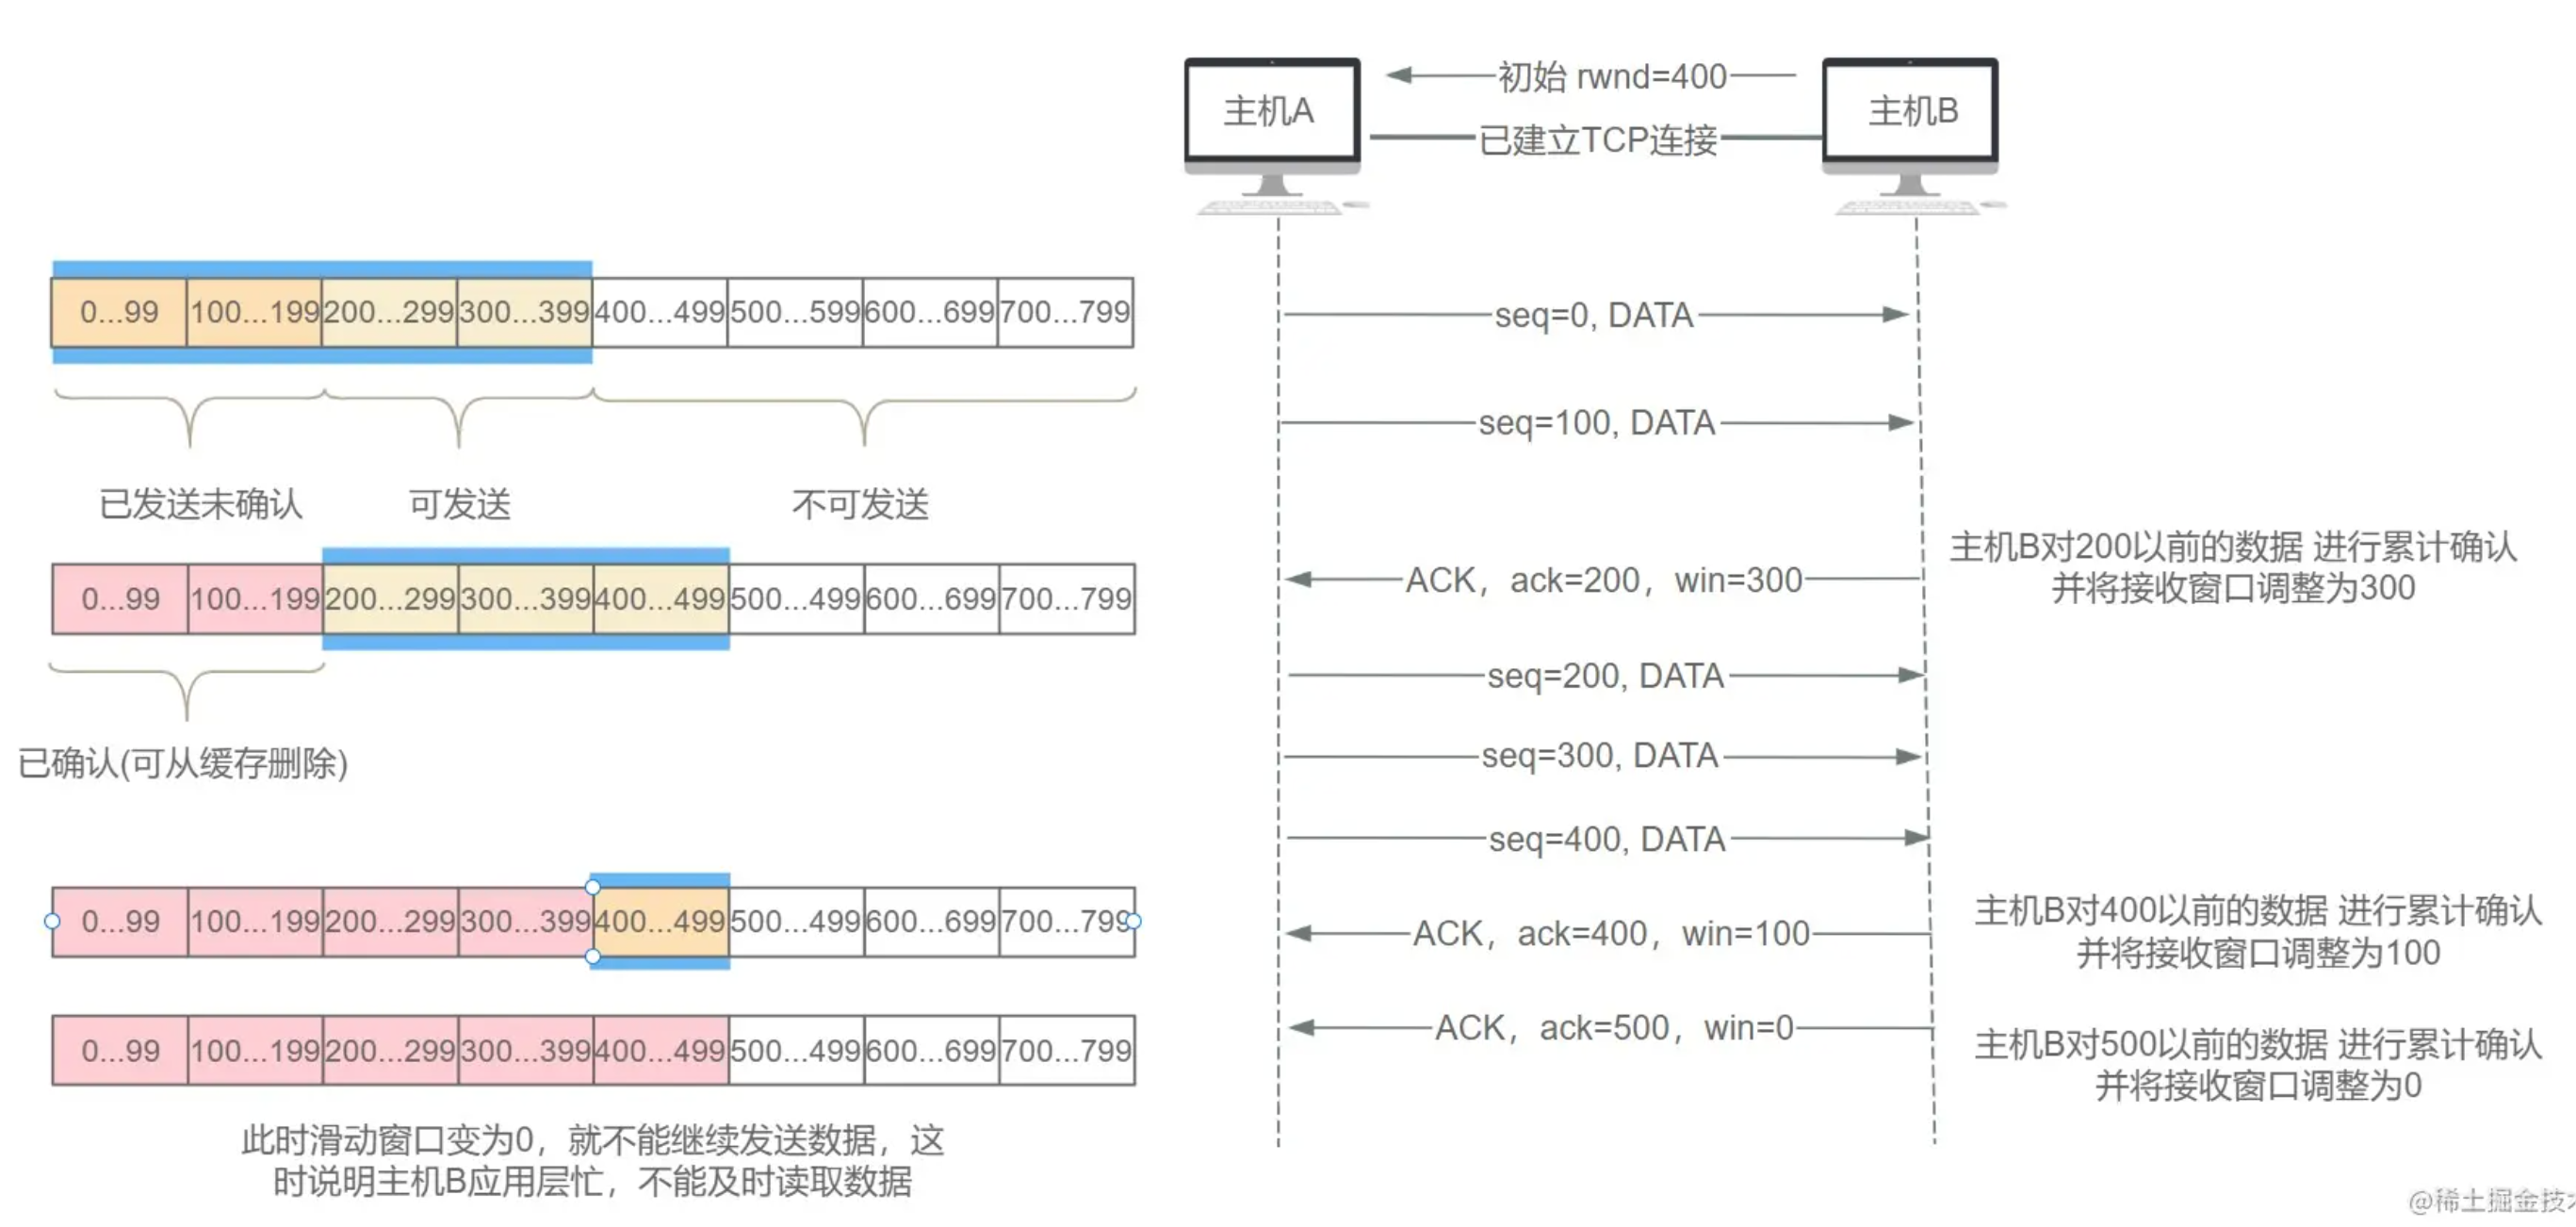 主机A
初始 rwnd=400
已建立TCP连接
主机B
0...99 100...199 200...299 300...399 400...499 500...599 600...699 700...799
seq=0, DATA
seq=100, DATA
已发送未确认 可发送 不可发送
主机B对200以前的数据 进行累计确认
并将接收窗口调整为300
ACK，ack=200，win=300
0...99 100...199 200...299 300...399 400...499 500...499 600...699 700...799
seq=200, DATA
seq=300, DATA
已确认(可从缓存删除)
seq=400, DATA
0...99 100...199 200...299 300...399 400...499 500...499 600...699 700...799
ACK，ack=400，win=100
主机B对400以前的数据 进行累计确认
并将接收窗口调整为100
0...99 100...199 200...299 300...399 400...499 500...499 600...699 700...799
ACK，ack=500，win=0
主机B对500以前的数据 进行累计确认
并将接收窗口调整为0
此时滑动窗口变为0，就不能继续发送数据，这
时说明主机B应用层忙，不能及时读取数据
@稀土掘金技